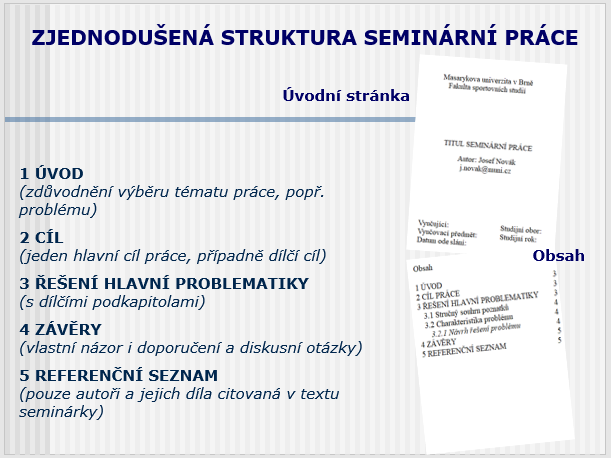 ZJEDNODUŠENÁ STRUKTURA SEMINÁRNÍ PRÁCE
Úvodní stránka
Masarykova univerzita v Brně
Fakulta sportovních studií
TITUL SEMINÁRNÍ PRÁCE
Autor: Josef Novák
j.novak@muni.cz
Vyučující:
Vyučovací předmět:
Datum odeslání:
Studijní obor:
Studijní rok:
1 ÚVOD
(zdůvodnění výběru tématu práce, popř.
problému)
2 CÍL
(jeden hlavní cíl práce, případně dílčí cíl)
3 ŘEŠENÍ HLAVNÍ PROBLEMATIKY
(s dílčími podkapitolami)
4 ZÁVĚRY
(vlastní názor i doporučení a diskusní otázky)
5 REFERENČNÍ SEZNAM
(pouze autoři a jejich díla citovaná v textu
seminárky)
Obsah
Obsah
1 ÚVOD 3
2 CÍL PRÁCE 3
3 ŘEŠENÍ HLAVNÍ PROBLEMATIKY 3
3.1 Stručný souhrn poznatků 4
3.2 Charakteristika problému 4
3.2.1 Návrh řešení problému 4
4 ZÁVĚRY 5
5 REFERENČNÍ SEZNAM 5